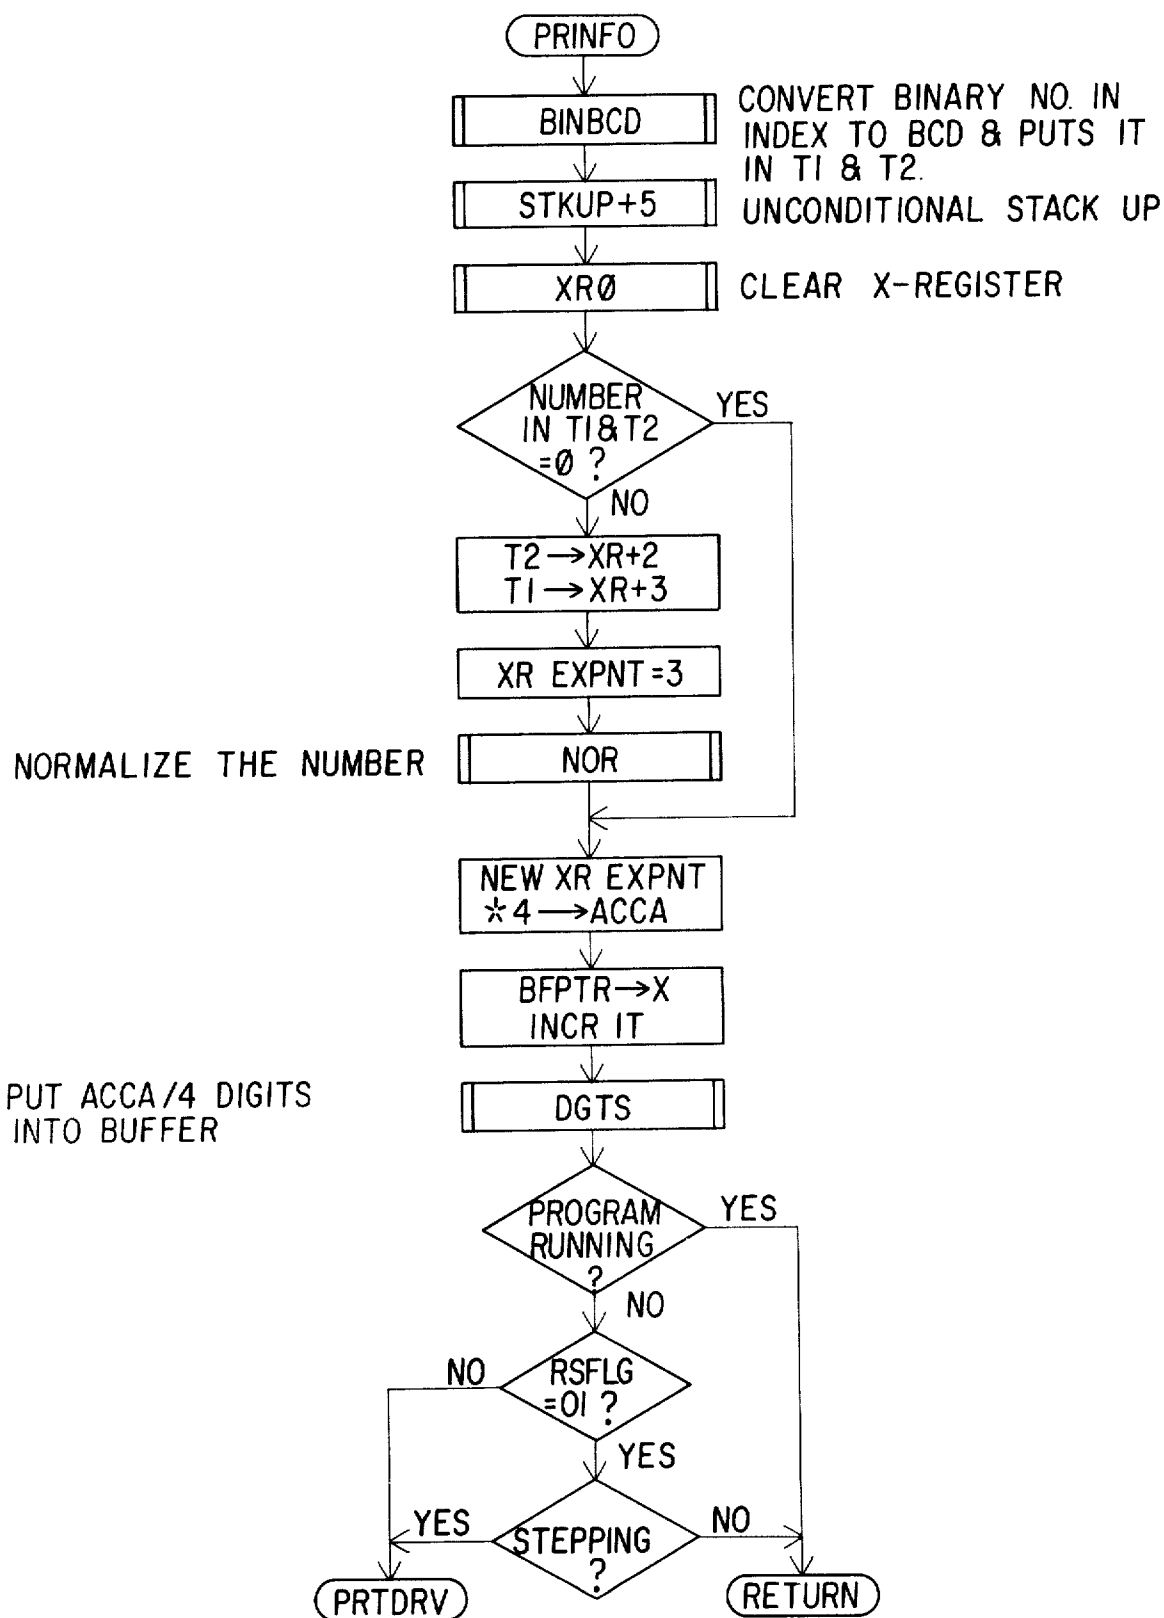 PRINFO
BINBCD
CONVERT BINARY NO. IN
INDEX TO BCD & PUTS IT
IN T1 & T2.
STKUP+5
UNCONDITIONAL STACK UP
XRØ
CLEAR X-REGISTER
NUMBER
IN T1&T2
=Ø ?
YES
NO
T2→XR+2
T1→XR+3
XR EXPNT=3
NORMALIZE THE NUMBER
NOR
NEW XR EXPNT
*4→ACCA
BFPTR→X
INCR IT
PUT ACCA/4 DIGITS
INTO BUFFER
DGTS
PROGRAM
RUNNING
?
YES
NO
RSFLG
=01 ?
NO
YES
STEPPING
?
YES
NO
PRTDRV
RETURN